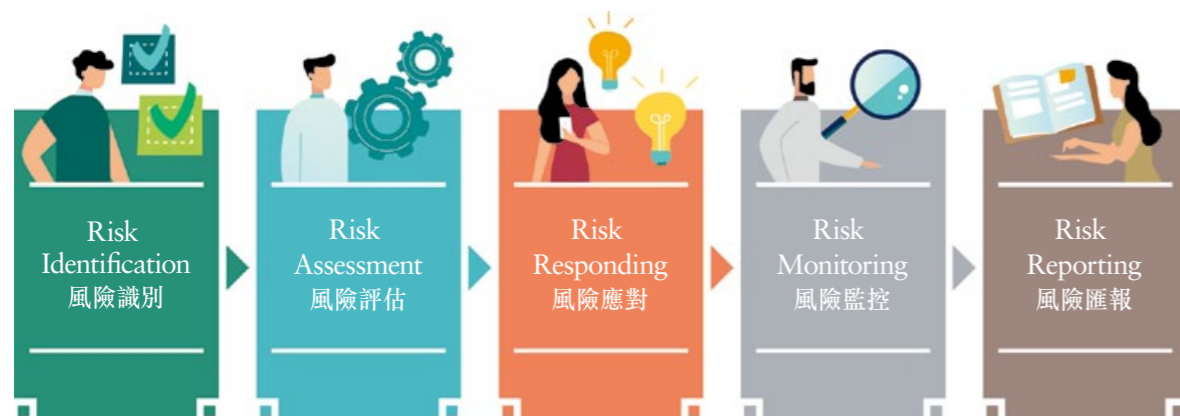 Risk
Identification
風險識別
Risk
Assessment
風險評估
Risk
Responding
風險應對
Risk
Monitoring
風險監控
Risk
Reporting
風險匯報